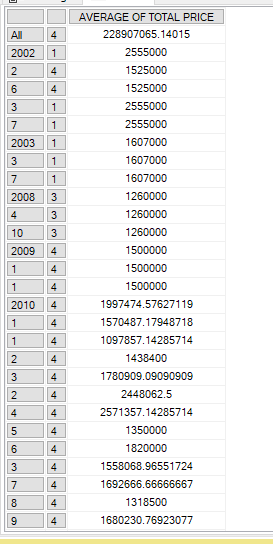 AVERAGE OF TOTAL PRICE
All 4 228907065.14015
2002 1 2555000
2 4 1525000
6 4 1525000
3 1 2555000
7 1 2555000
2003 1 1607000
3 1 1607000
7 1 1607000
2008 3 1260000
4 3 1260000
10 3 1260000
2009 4 1500000
1 4 1500000
1 4 1500000
2010 4 1997474.57627119
1 4 1570487.17948718
1 4 1097857.14285714
2 4 1438400
3 4 1780909.09090909
2 4 2448062.5
4 4 2571357.14285714
5 4 1350000
6 4 1820000
3 4 1558068.96551724
7 4 1692666.66666667
8 4 1318500
9 4 1680230.76923077